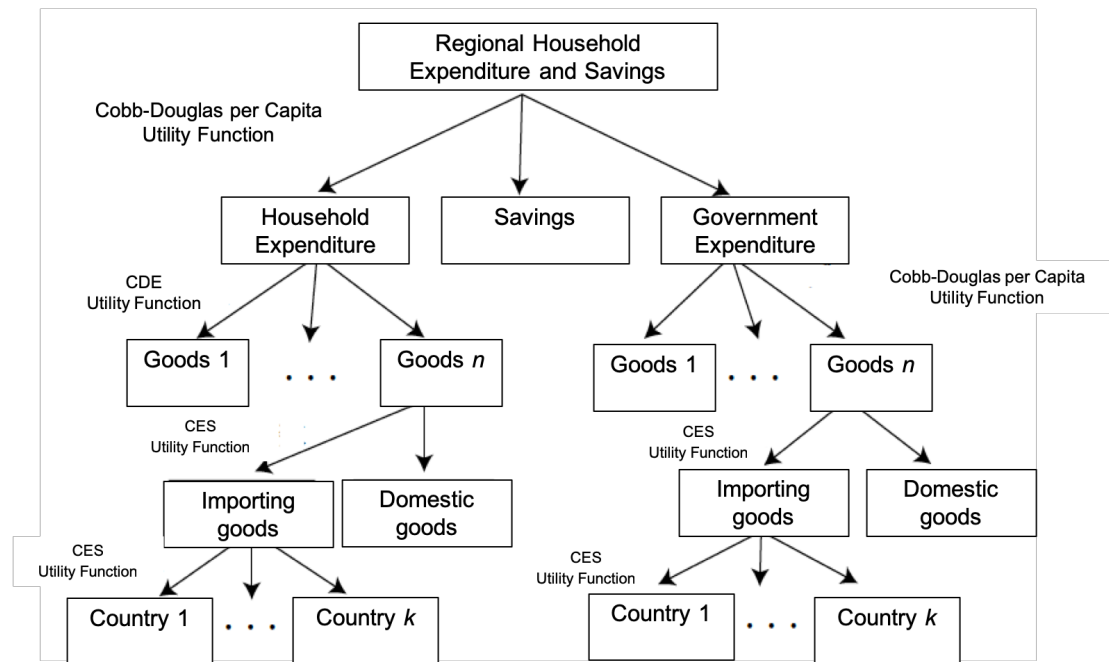 Regional Household
Expenditure and Savings
Cobb-Douglas per Capita
Utility Function
Household
Expenditure
Savings
Government
Expenditure
CDE
Utility Function
Cobb-Douglas per Capita
Utility Function
Goods 1
. . .
Goods n
Goods 1
. . .
Goods n
CES
Utility Function
CES
Utility Function
Importing
goods
Domestic
goods
Importing
goods
Domestic
goods
CES
Utility Function
CES
Utility Function
Country 1
. . .
Country k
Country 1
. . .
Country k